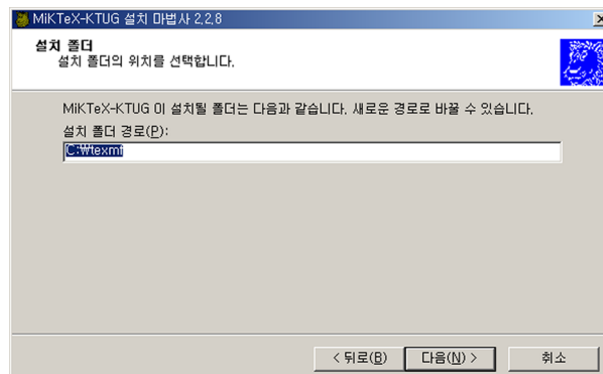 MiKTeX-KTUG 설치 마법사 2.2.8
설치 폴더
설치 폴더의 위치를 선택합니다.
MiKTeX-KTUG 이 설치될 폴더는 다음과 같습니다. 새로운 경로로 바꿀 수 있습니다.
설치 폴더 경로(P):
C:₩texmf
< 뒤로(B)
다음(N) >
취소